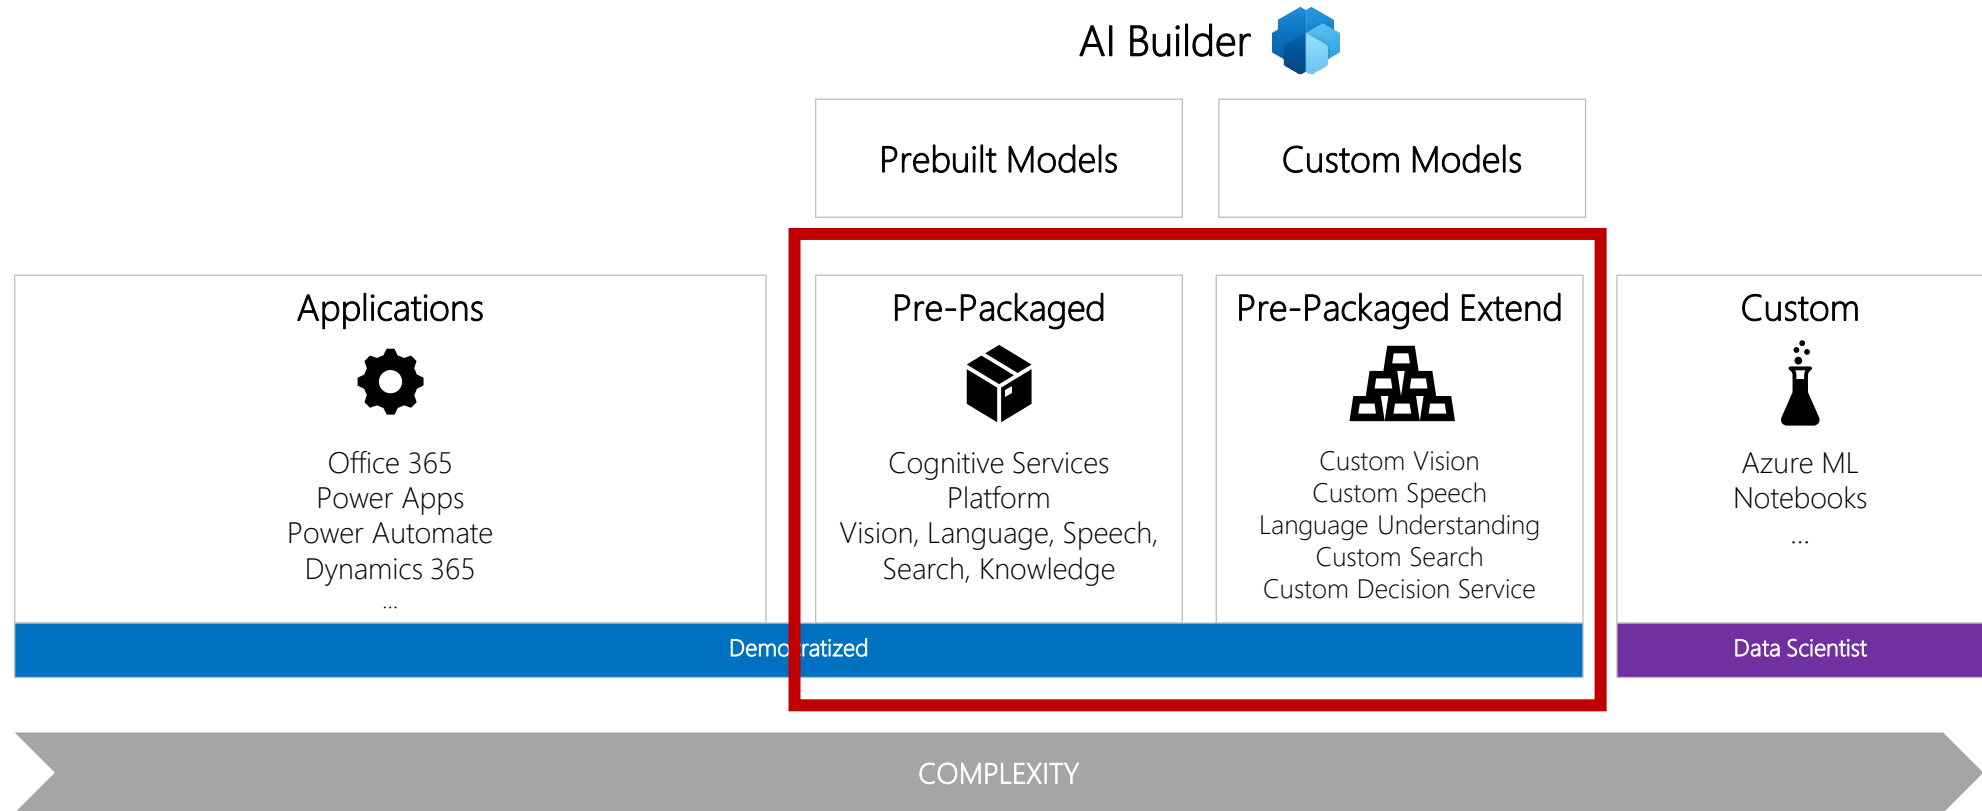 AI Builder
Prebuilt Models
Custom Models
Applications
Office 365
Power Apps
Power Automate
Dynamics 365
...
Pre-Packaged
Cognitive Services
Platform
Vision, Language, Speech,
Search, Knowledge
Pre-Packaged Extend
Custom Vision
Custom Speech
Language Understanding
Custom Search
Custom Decision Service
Custom
Azure ML
Notebooks
...
Democratized
Data Scientist
COMPLEXITY